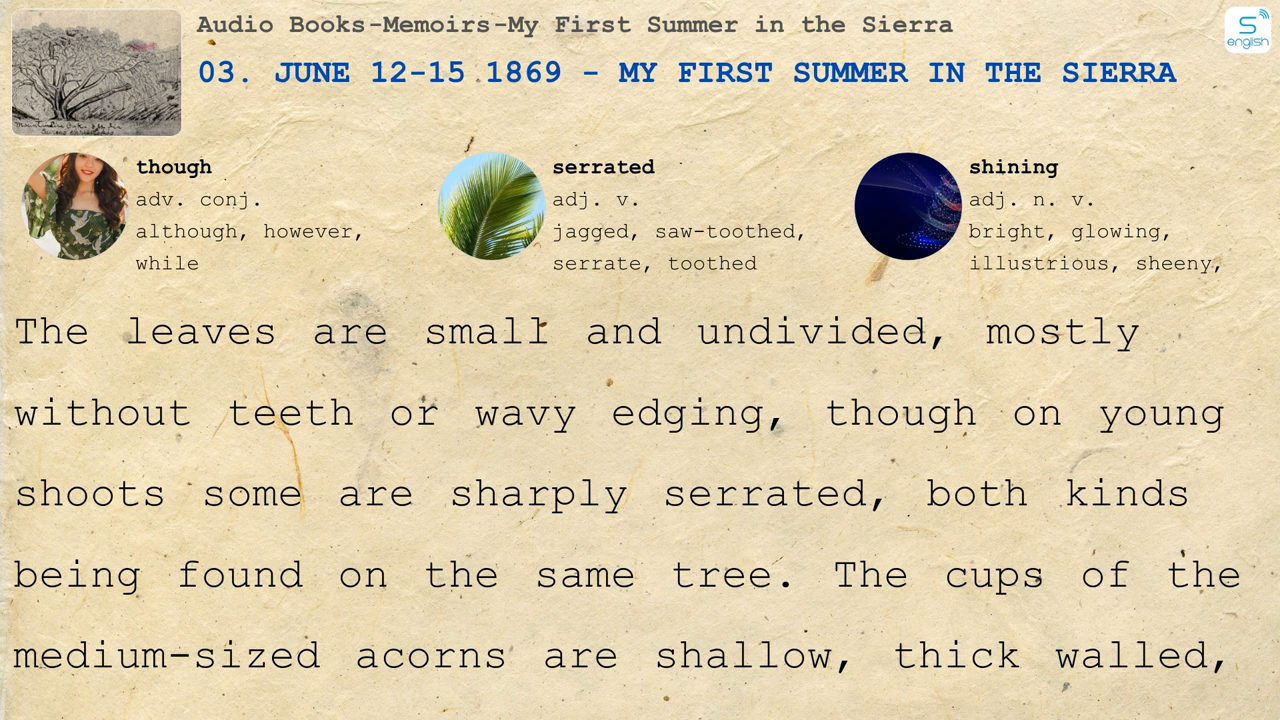 Audio Books-Memoirs-My First Summer in the Sierra
03. JUNE 12-15 1869 - MY FIRST SUMMER IN THE SIERRA
S
english
though
adv. conj.
although, however,
while
serrated
adj. v.
jagged, saw-toothed,
serrate, toothed
shining
adj. n. v.
bright, glowing,
illustrious, sheeny,
The leaves are small and undivided, mostly
without teeth or wavy edging, though on young
shoots some are sharply serrated, both kinds
being found on the same tree. The cups of the
medium-sized acorns are shallow, thick walled,